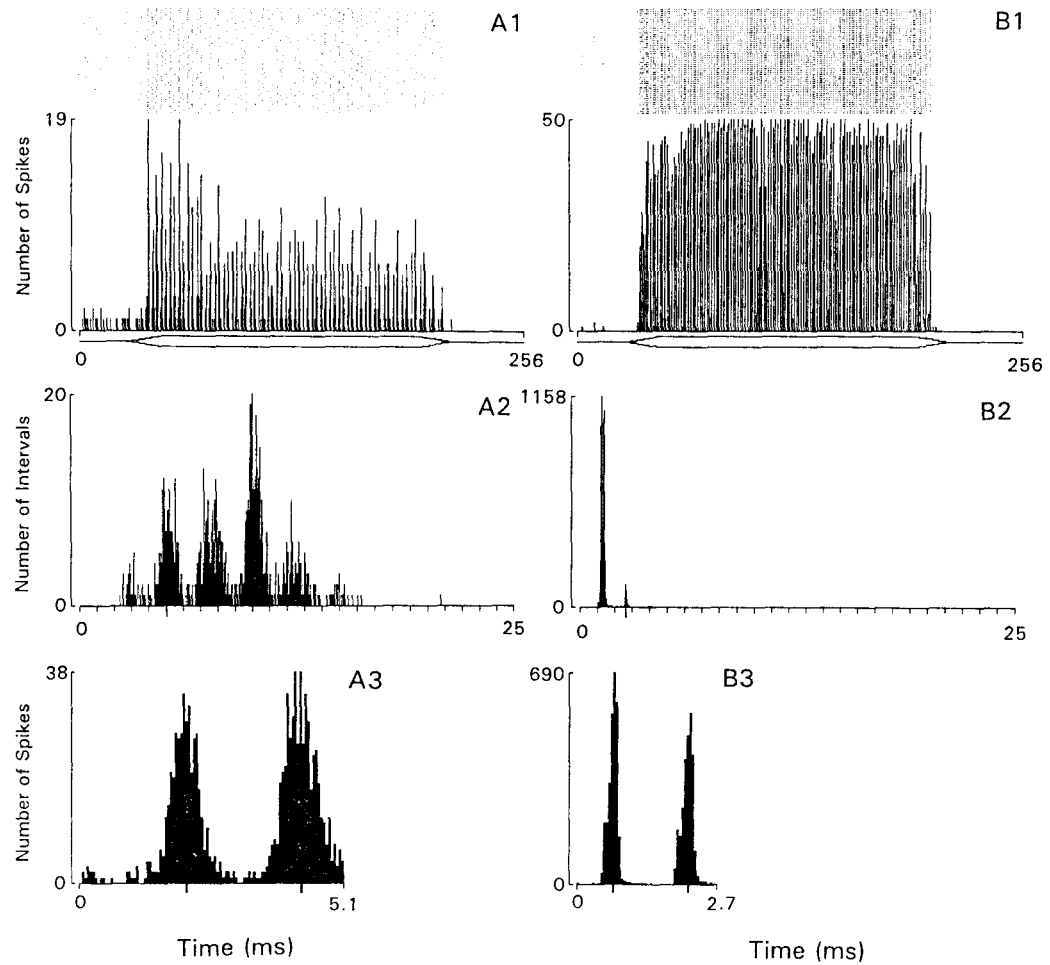 A1
B1
19
Number of Spikes
0
0
256
50
0
0
256
A2
20
Number of Intervals
0
0
25
B2
1158
0
0
25
A3
38
Number of Spikes
0
0
5.1
Time (ms)
B3
690
0
0
2.7
Time (ms)